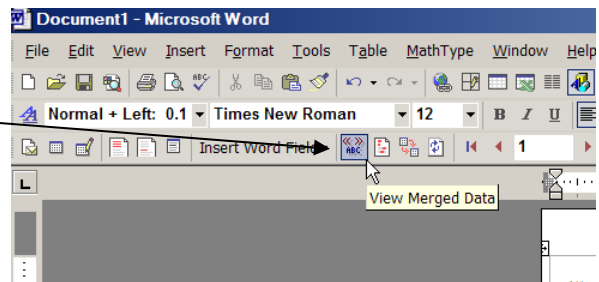 Document1 - Microsoft Word
File Edit View Insert Format Tools Table MathType Window Help
Normal + Left: 0.1 Times New Roman 12 B I U
Insert Word Field « » ABC 1
View Merged Data